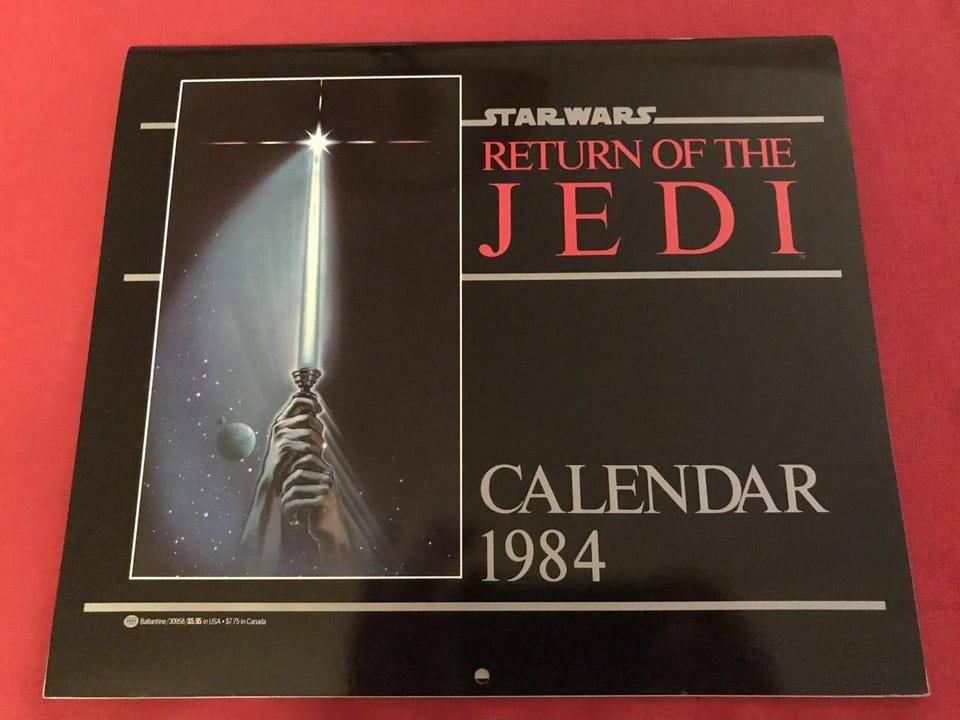 STAR WARS
RETURN OF THE
JEDI
CALENDAR
1984
Ballantine/30958/$5.95 in USA • $7.75 in Canada